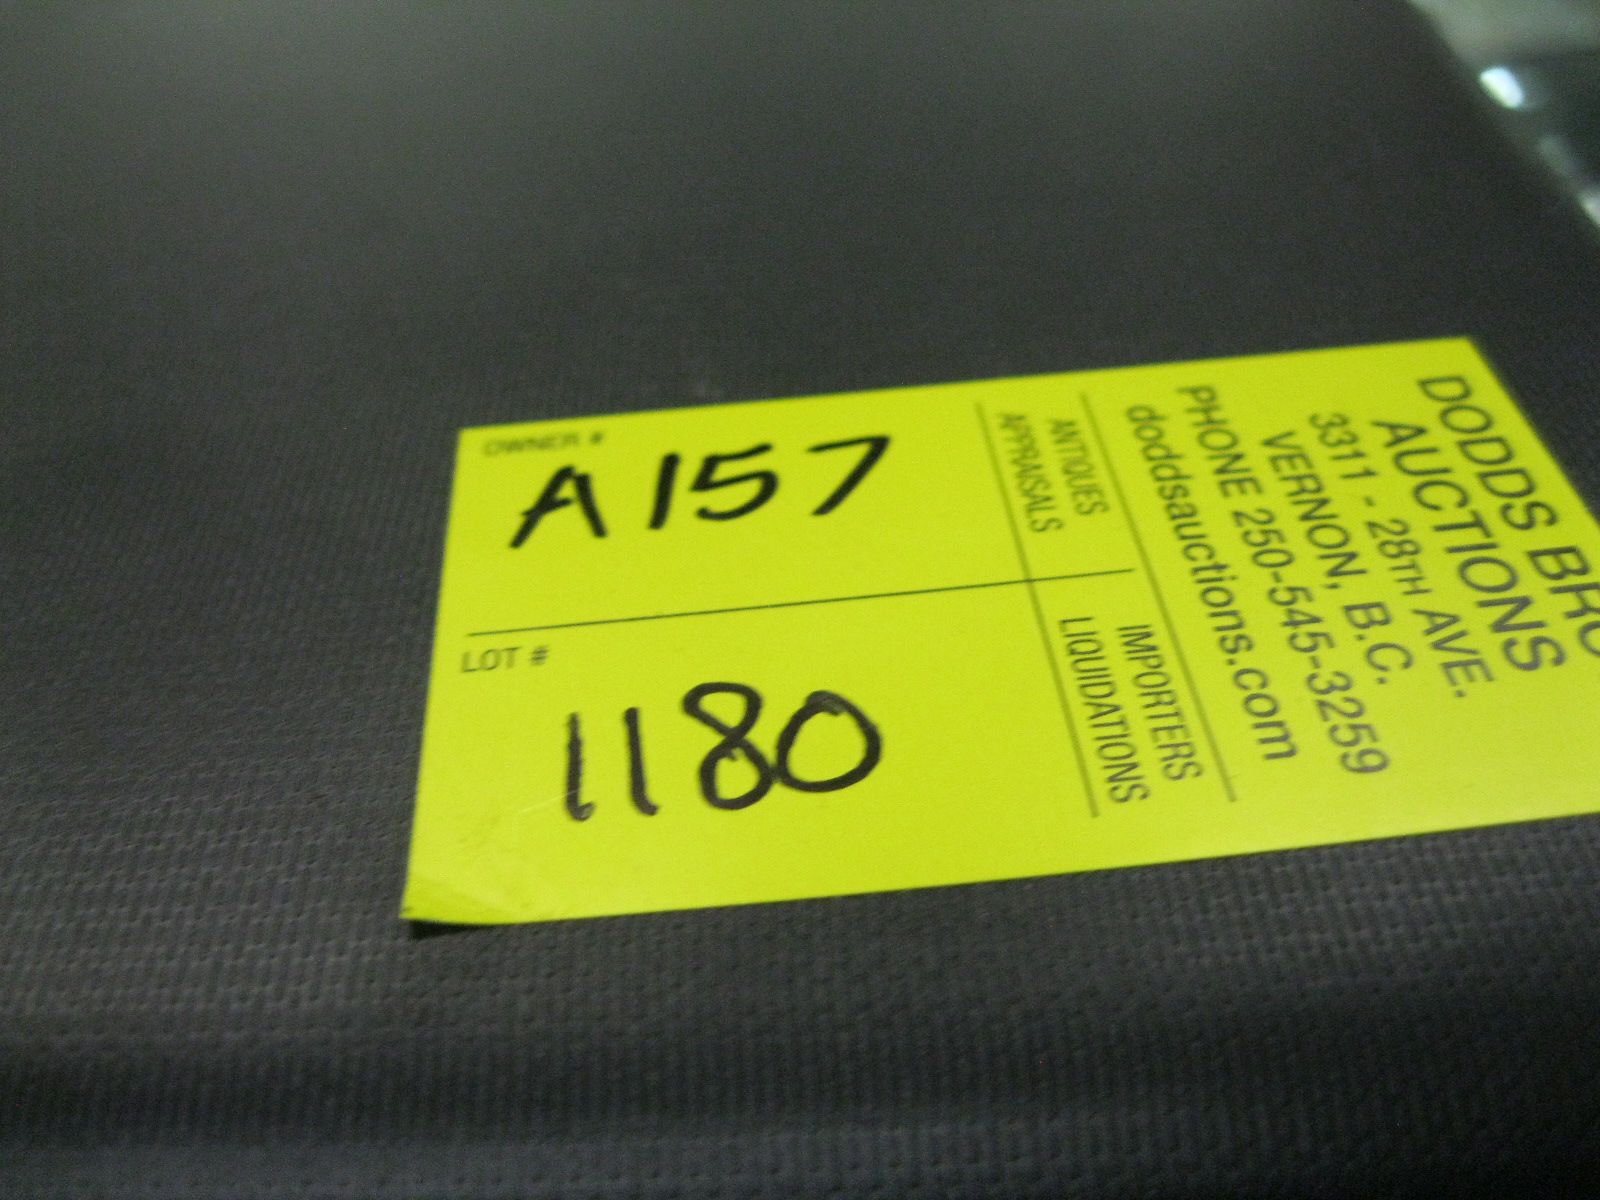 OWNER #
A157
LOT #
1180
ANTIQUES
APPRAISALS
IMPORTERS
LIQUIDATIONS
DODDS
AUCTIONS
3311 - 28TH AVE.
VERNON, B.C.
PHONE 250-545-3259
doddsauctions.com